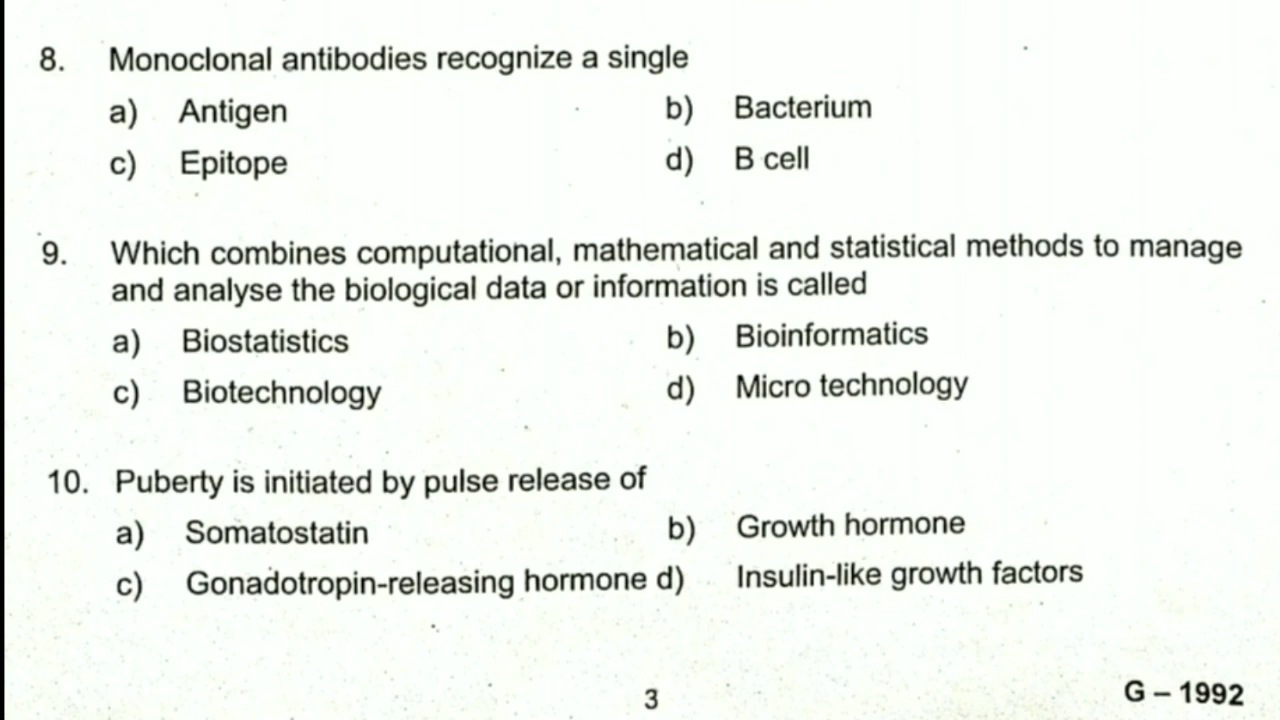 8. Monoclonal antibodies recognize a single
a) Antigen b) Bacterium
c) Epitope d) B cell
9. Which combines computational, mathematical and statistical methods to manage
and analyse the biological data or information is called
a) Biostatistics b) Bioinformatics
c) Biotechnology d) Micro technology
10. Puberty is initiated by pulse release of
a) Somatostatin b) Growth hormone
c) Gonadotropin-releasing hormone d) Insulin-like growth factors
3 G – 1992